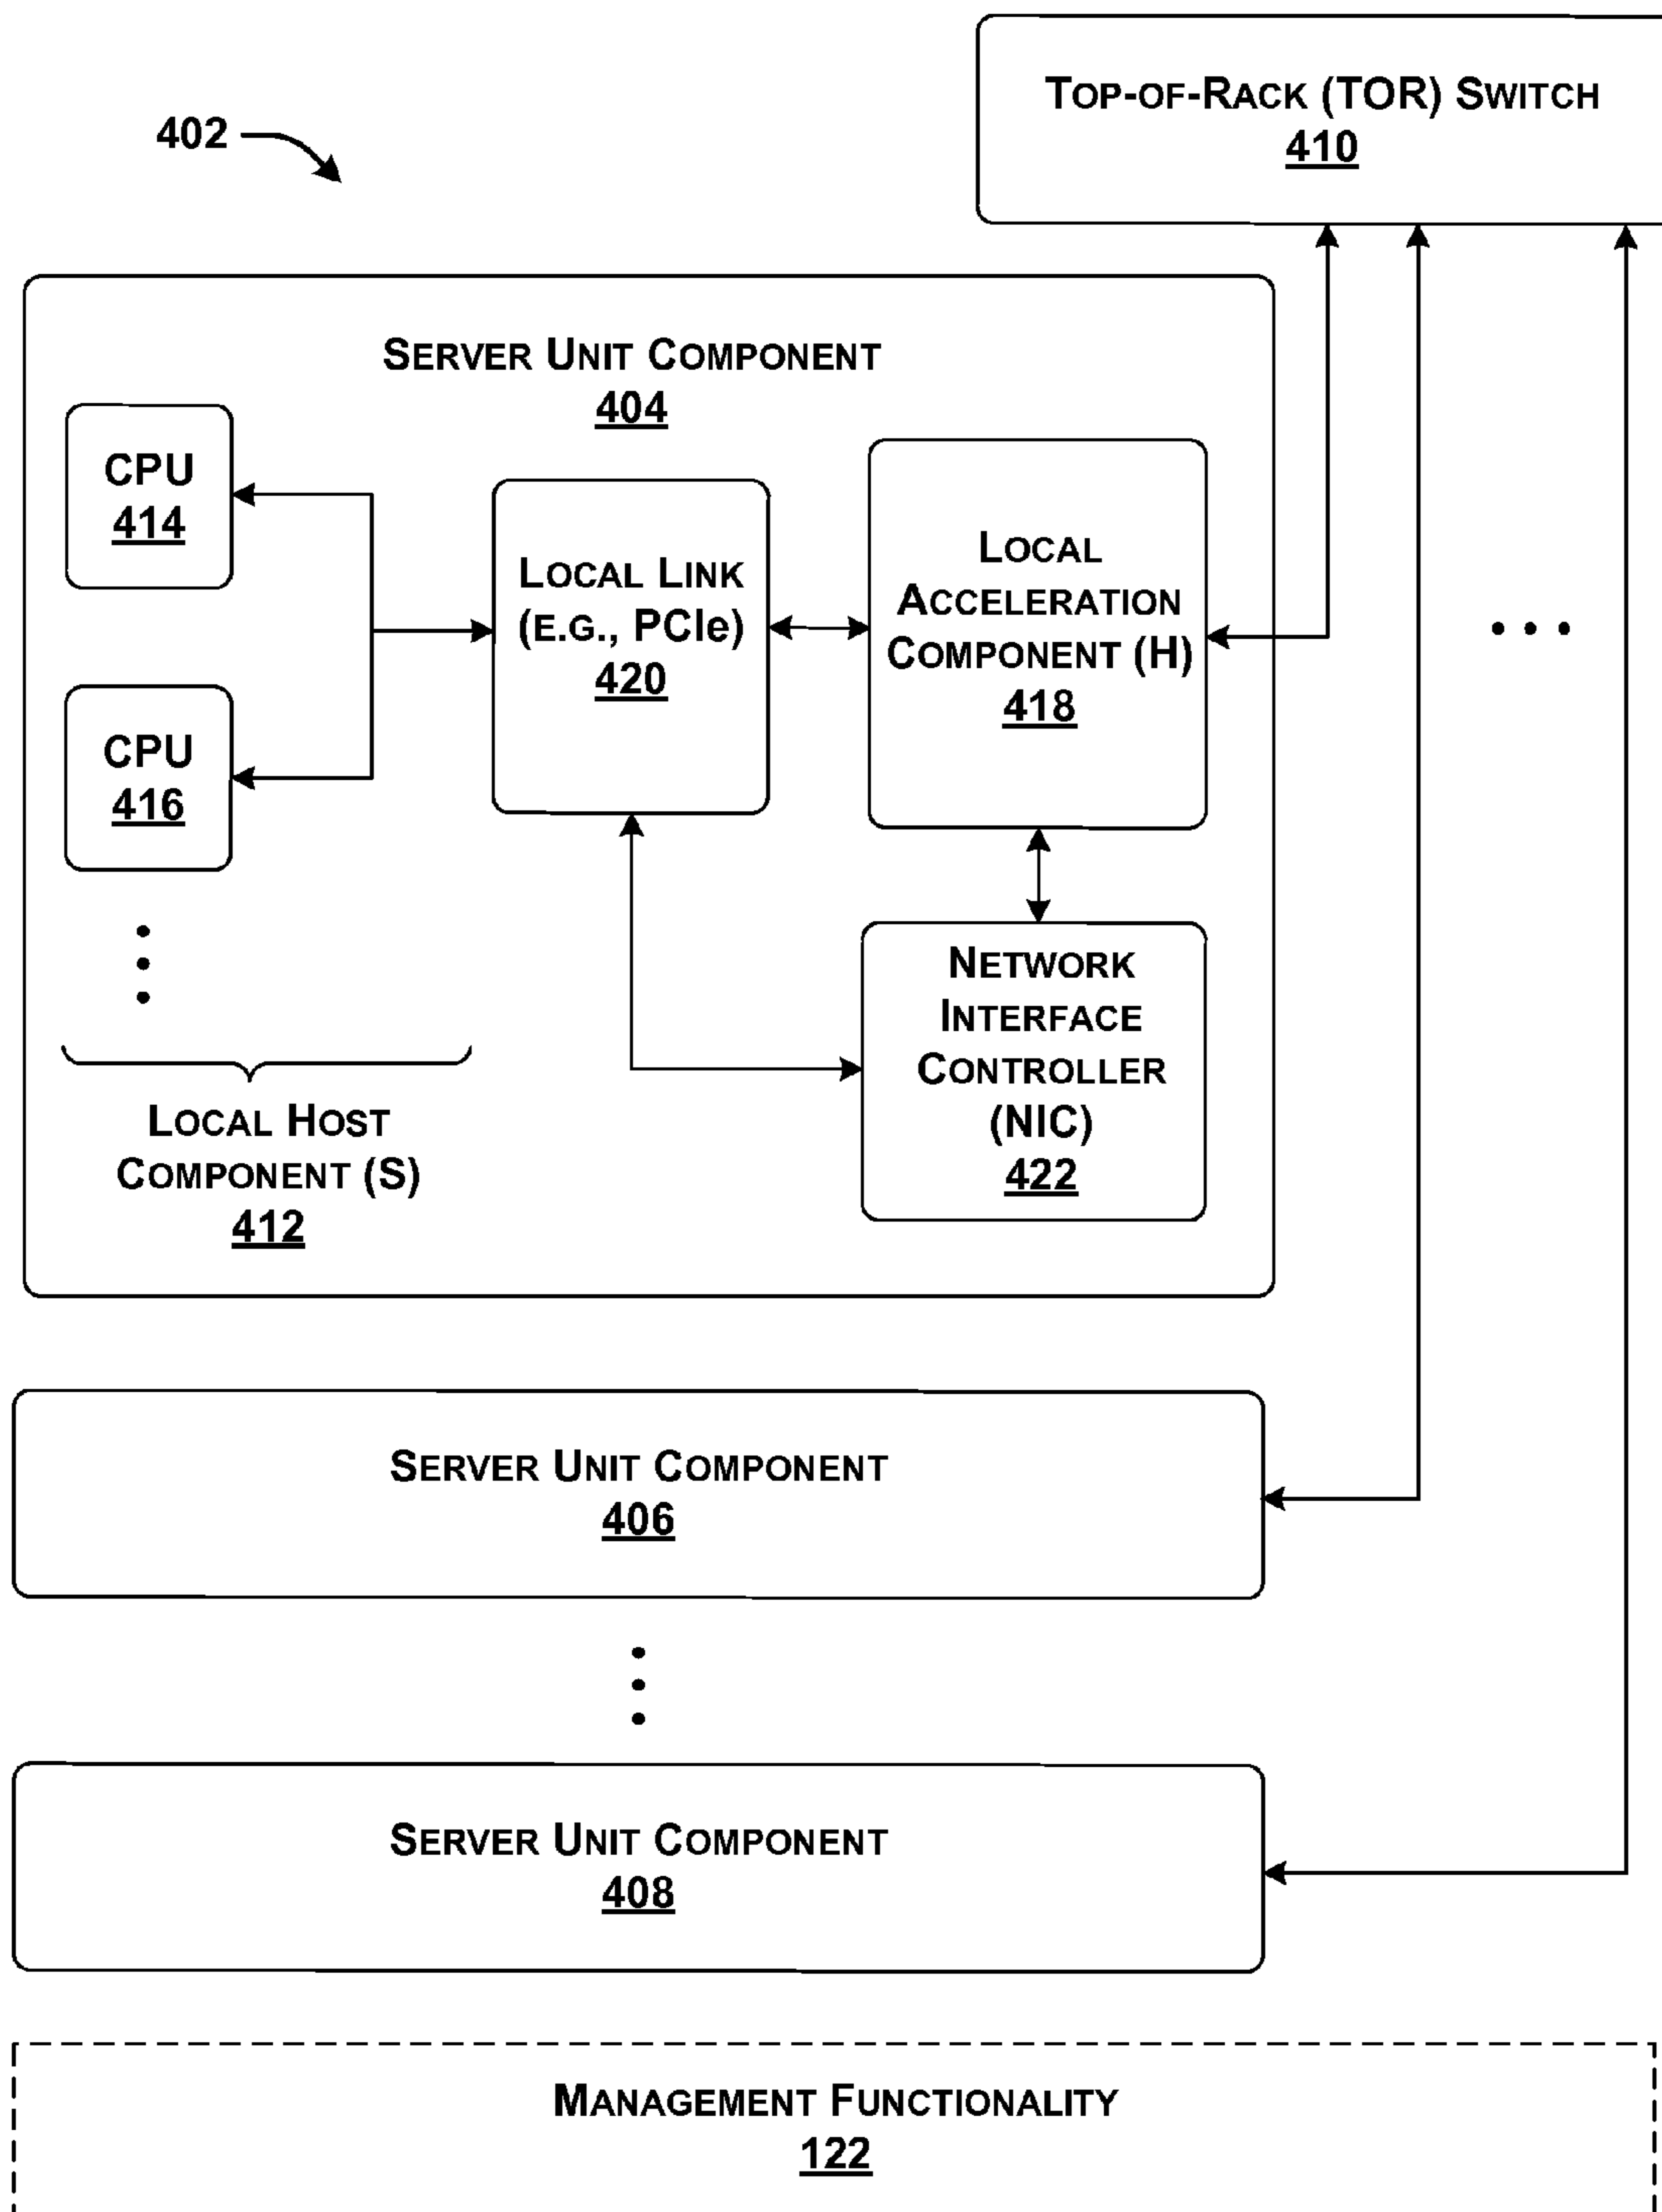 TOP-OF-RACK (TOR) SWITCH
410
402
SERVER UNIT COMPONENT
404
CPU
414
LOCAL LINK
(E.G., PCIe)
420
LOCAL
ACCELERATION
COMPONENT (H)
418
CPU
416
NETWORK
INTERFACE
CONTROLLER
(NIC)
422
LOCAL HOST
COMPONENT (S)
412
SERVER UNIT COMPONENT
406
SERVER UNIT COMPONENT
408
MANAGEMENT FUNCTIONALITY
122